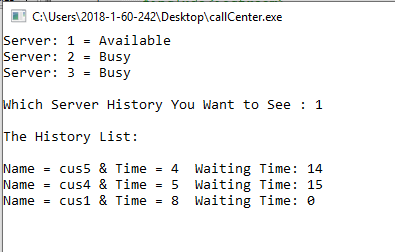 C:\Users\2018-1-60-242\Desktop\callCenter.exe
Server: 1 = Available
Server: 2 = Busy
Server: 3 = Busy
Which Server History You Want to See : 1
The History List:
Name = cus5 & Time = 4  Waiting Time: 14
Name = cus4 & Time = 5  Waiting Time: 15
Name = cus1 & Time = 8  Waiting Time: 0